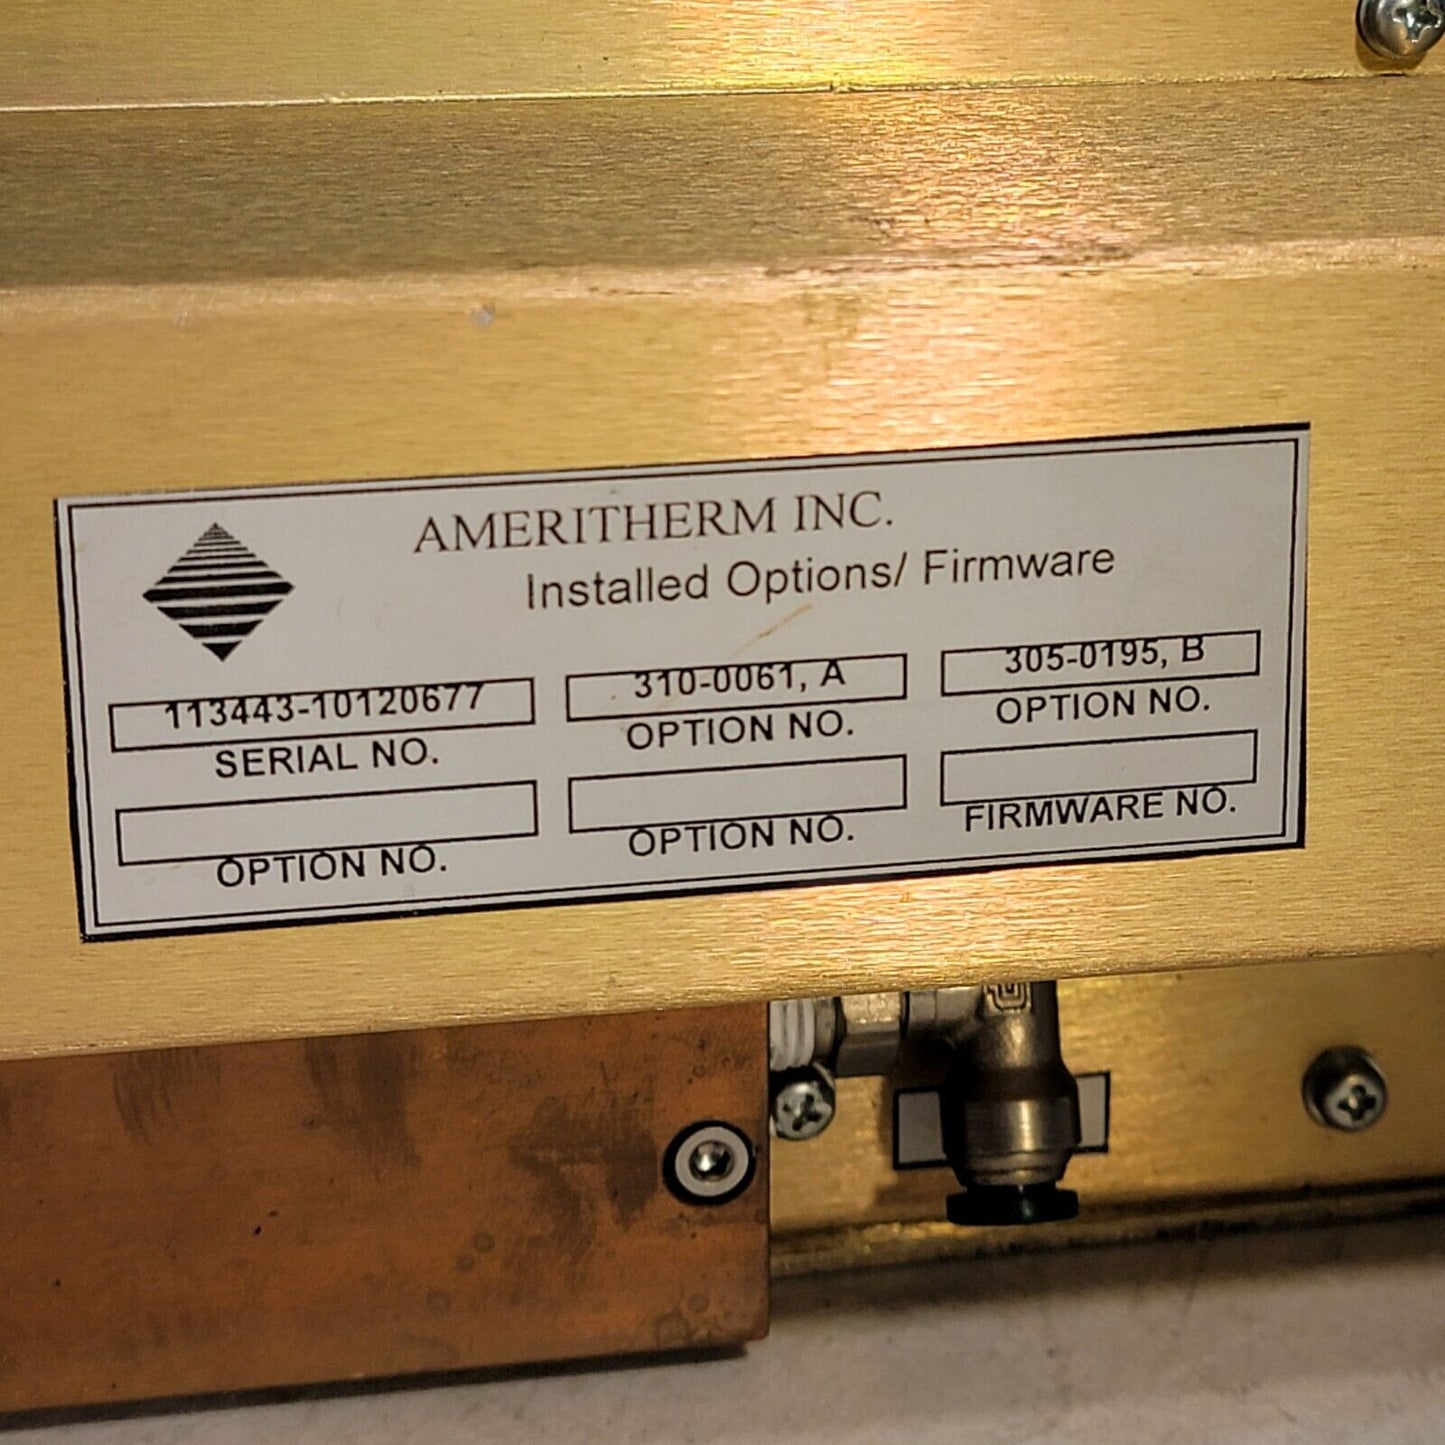 AMERITHERM INC.
Installed Options/ Firmware
113443-10120677 310-0061, A 305-0195, B
SERIAL NO. OPTION NO. OPTION NO.
OPTION NO. OPTION NO. FIRMWARE NO.